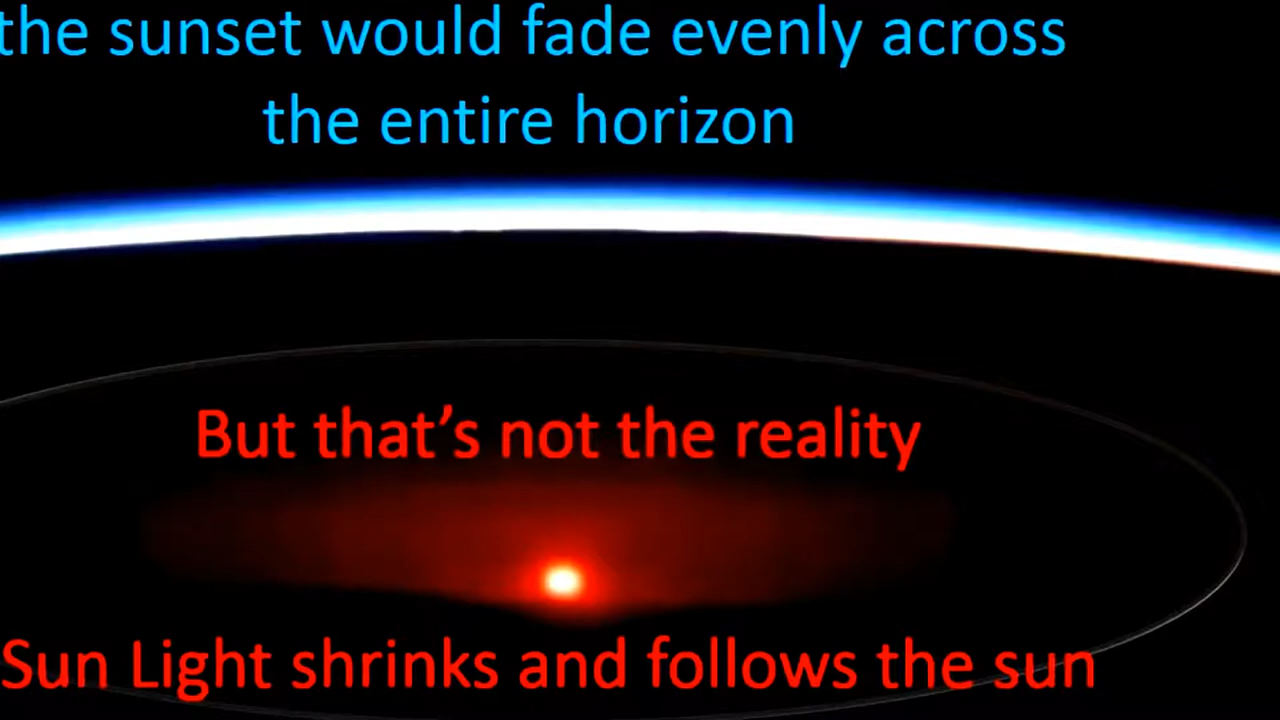 the sunset would fade evenly across
the entire horizon
But that's not the reality
Sun Light shrinks and follows the sun